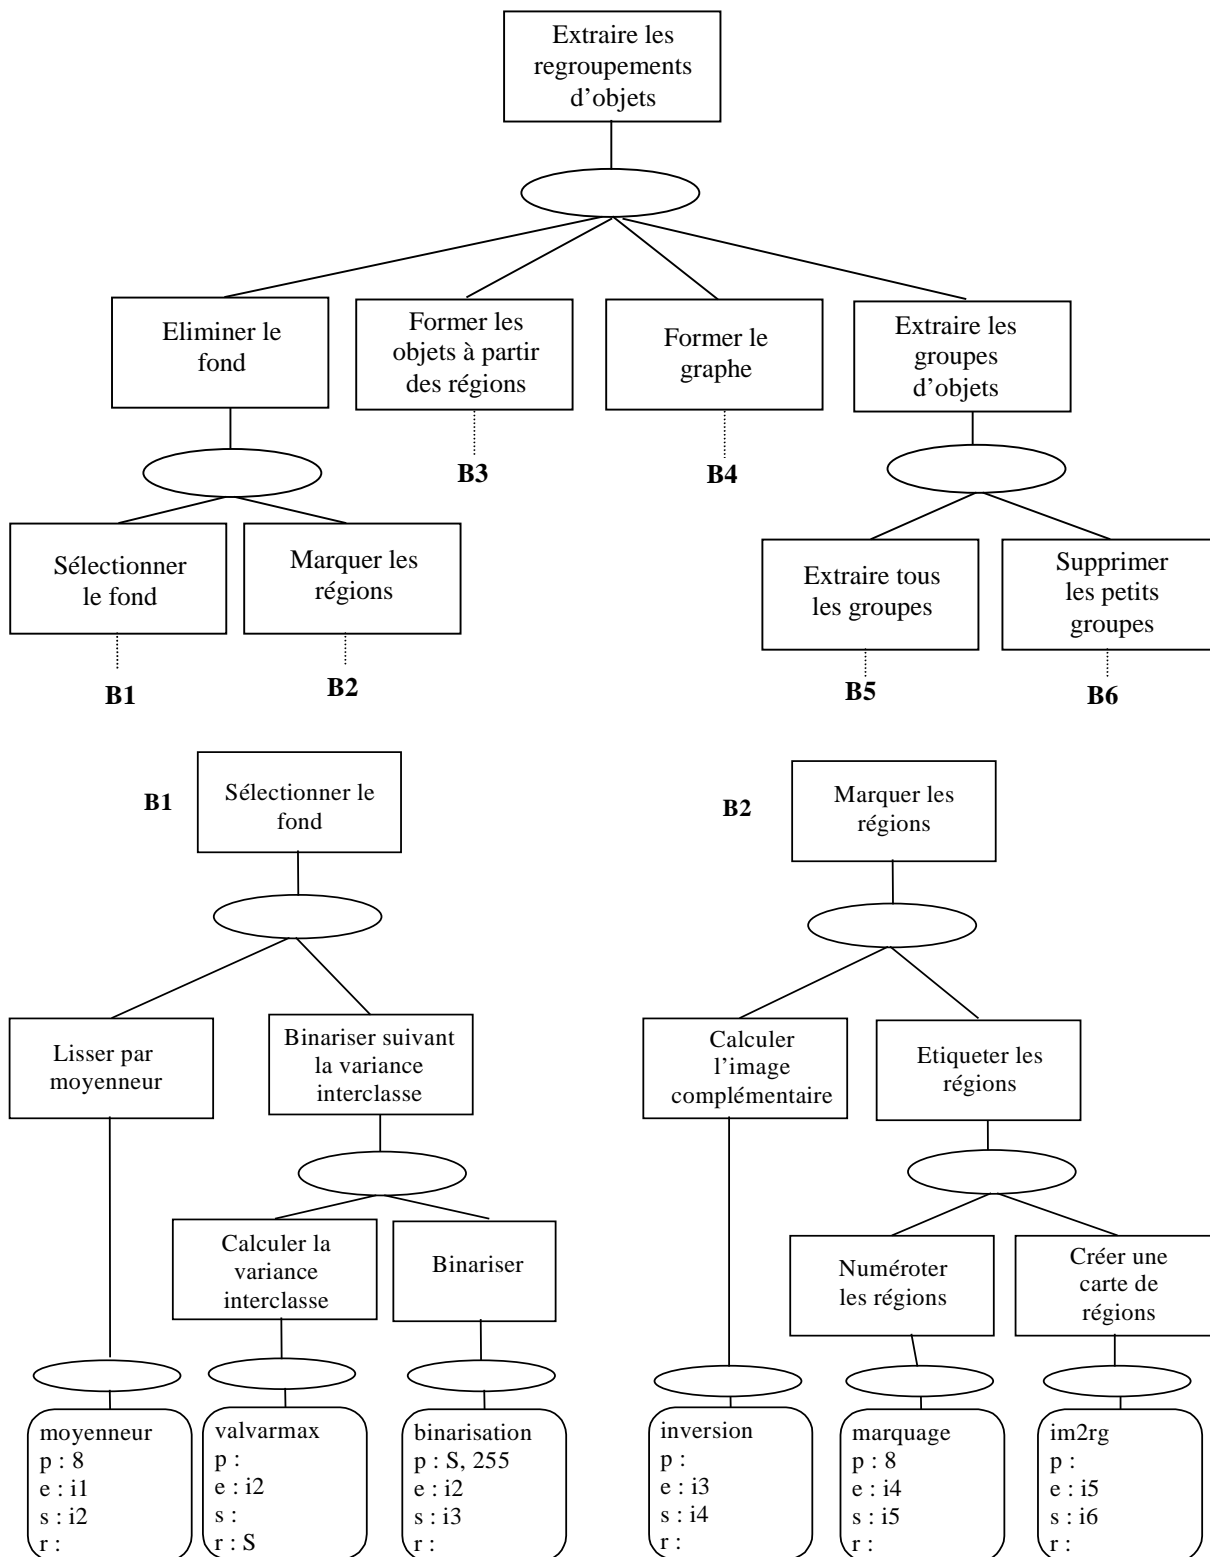 Extraire les
regroupements
d’objets
Eliminer le
fond
Former les
objets à partir
des régions
Former le
graphe
Extraire les
groupes
d’objets
B3
B4
Sélectionner
le fond
Marquer les
régions
Extraire tous
les groupes
Supprimer
les petits
groupes
B1
B2
B5
B6
B1
Sélectionner le
fond
B2
Marquer les
régions
Lisser par
moyenneur
Binariser suivant
la variance
interclasse
Calculer
l’image
complémentaire
Etiqueter les
régions
Calculer la
variance
interclasse
Binariser
Numéroter
les régions
Créer une
carte de
régions
moyenneur
p : 8
e : i1
s : i2
r :
valvarmax
p :
e : i2
s :
r : S
binarisation
p : S, 255
e : i2
s : i3
r :
inversion
p :
e : i3
s : i4
r :
marquage
p : 8
e : i4
s : i5
r :
im2rg
p :
e : i5
s : i6
r :